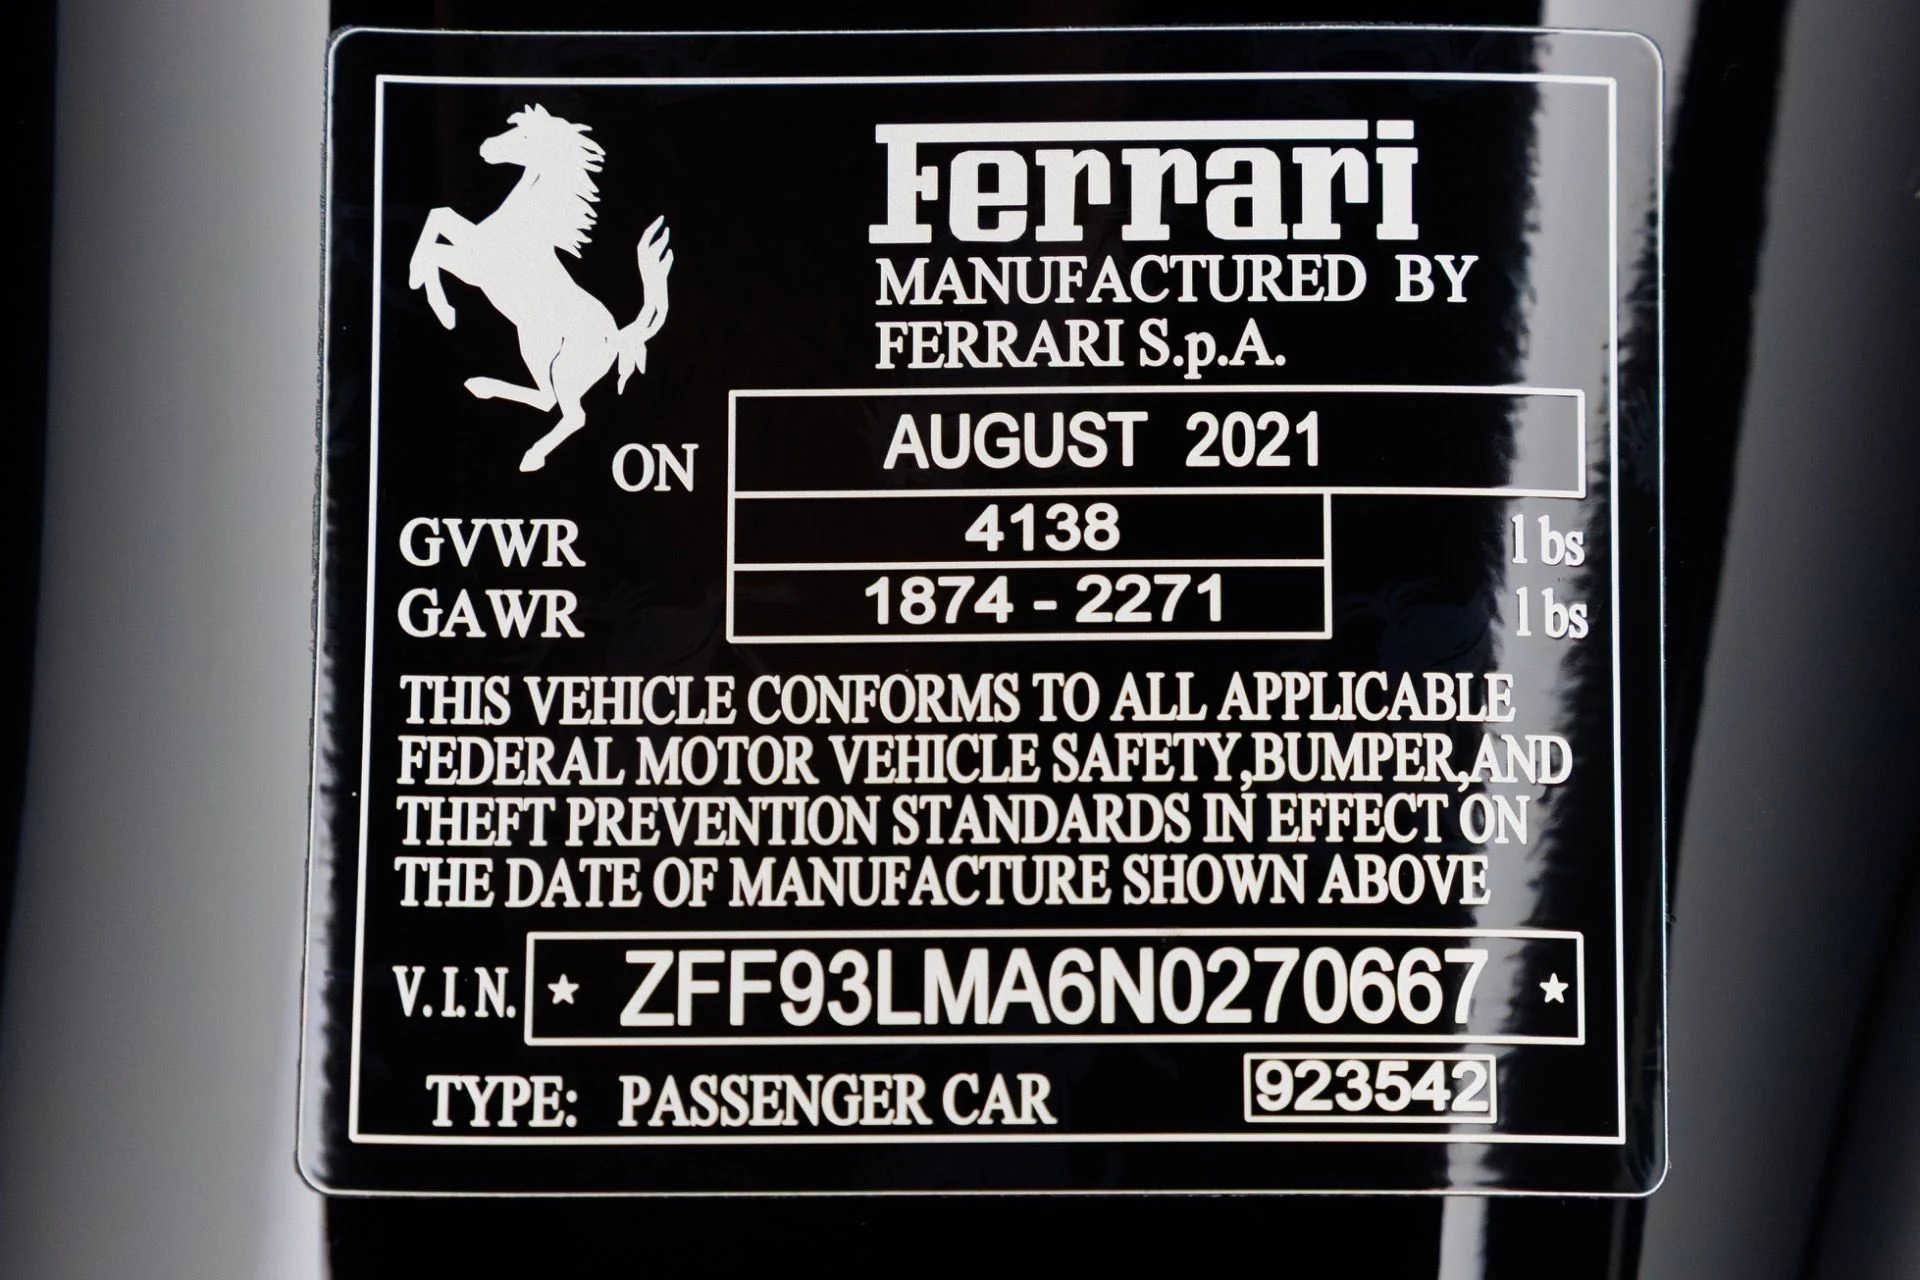 Ferrari
MANUFACTURED BY
FERRARI S.p.A.
ON AUGUST 2021
GVWR 4138 lbs
GAWR 1874 - 2271 lbs
THIS VEHICLE CONFORMS TO ALL APPLICABLE
FEDERAL MOTOR VEHICLE SAFETY,BUMPER,AND
THEFT PREVENTION STANDARDS IN EFFECT ON
THE DATE OF MANUFACTURE SHOWN ABOVE
V.I.N. ★ ZFF93LMA6N0270667 ★
TYPE: PASSENGER CAR 923542